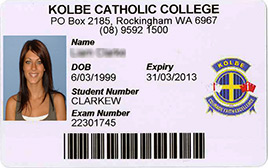 KOLBE CATHOLIC COLLEGE
PO Box 2185, Rockingham WA 6967
(08) 9592 1500
Name
DOB Expiry
6/03/1999 31/03/2013
Student Number
CLARKEW
Exam Number
22301745
KOLBE